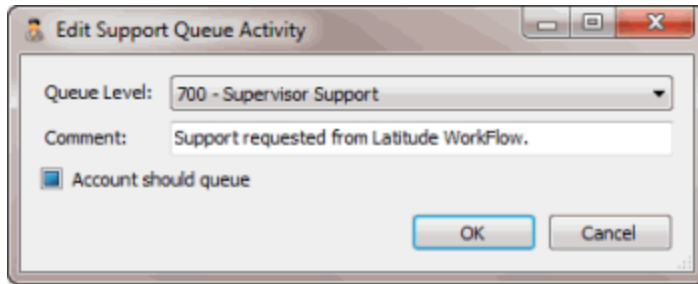 Edit Support Queue Activity
Queue Level: 700 - Supervisor Support
Comment: Support requested from Latitude WorkFlow.
Account should queue
OK Cancel